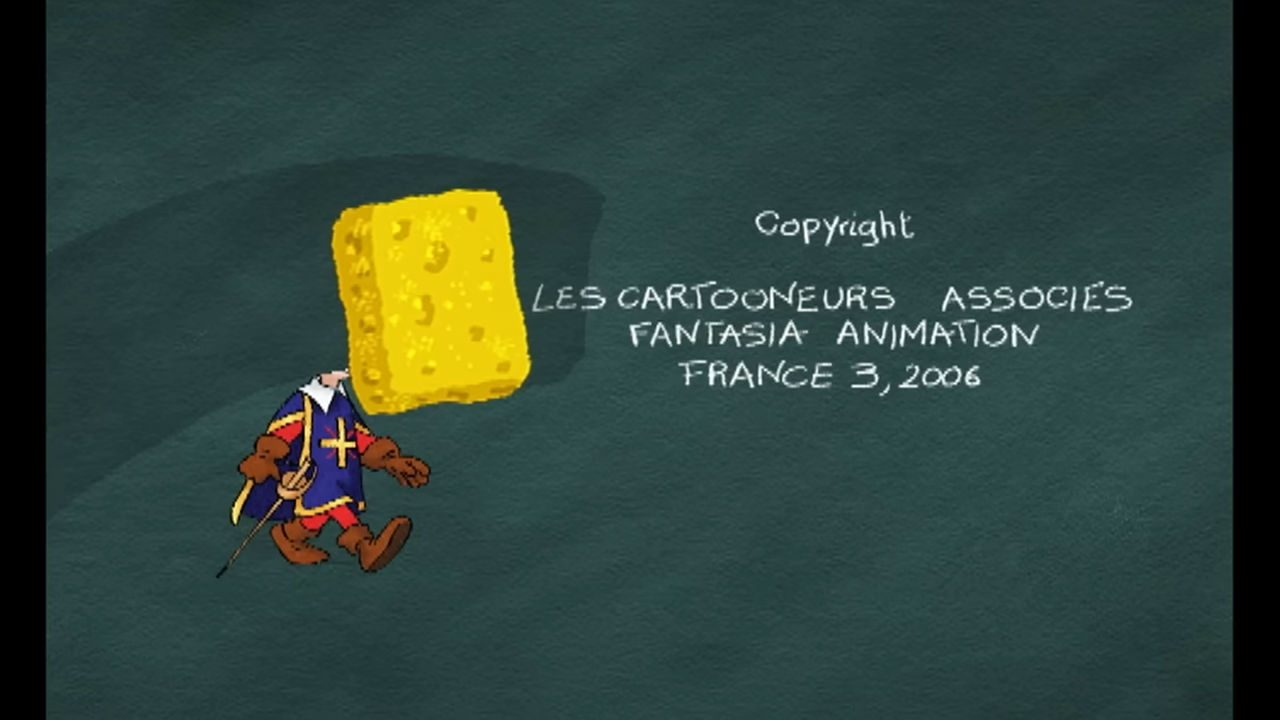 Copyright
LES CARTOONEURS ASSOCIÉS
FANTASIA ANIMATION
FRANCE 3, 2006